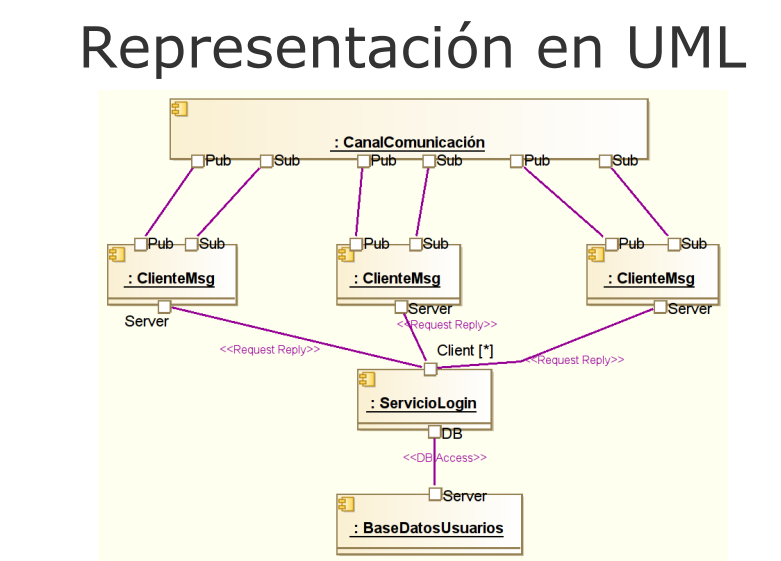 Representación en UML
: CanalComunicación
Pub Sub Pub Sub Pub Sub
Pub Sub Pub Sub Pub Sub
: ClienteMsg : ClienteMsg : ClienteMsg
Server Server Server
<<Request Reply>>
<<Request Reply>> Client [*] <<Request Reply>>
: ServicioLogin
DB
<<DB Access>>
Server
: BaseDatosUsuarios